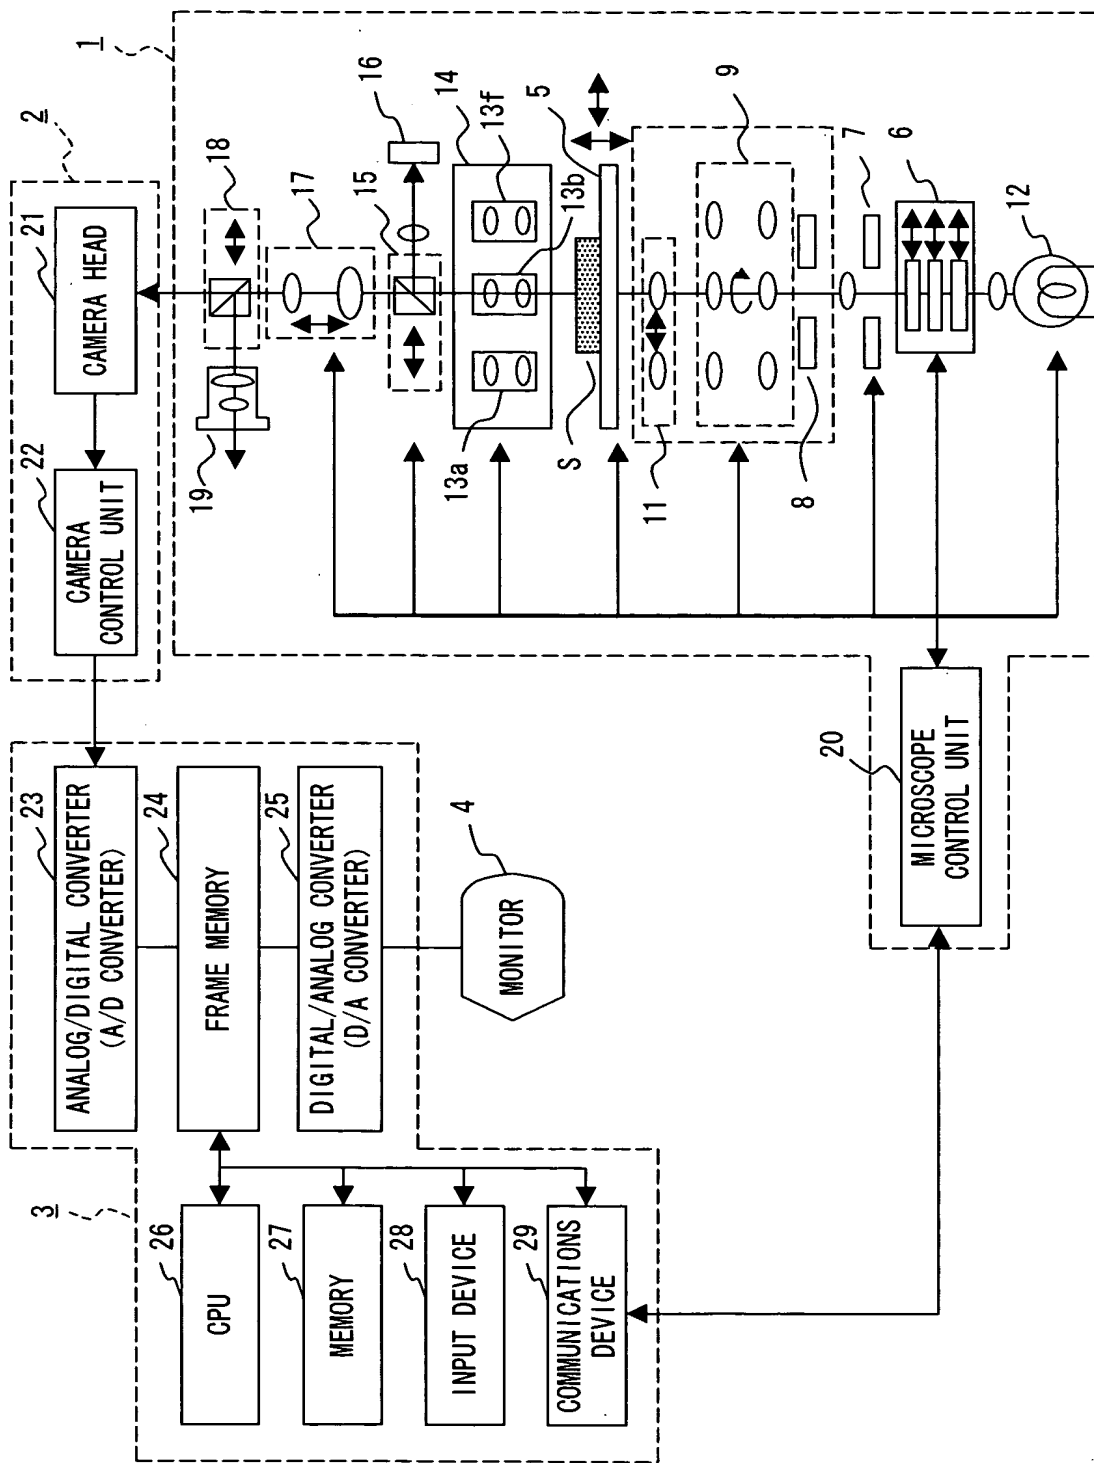 3
26
CPU
27
MEMORY
28
INPUT DEVICE
29
COMMUNICATIONS
DEVICE
23
ANALOG/DIGITAL CONVERTER
(A/D CONVERTER)
24
FRAME MEMORY
25
DIGITAL/ANALOG CONVERTER
(D/A CONVERTER)
4
MONITOR
2
22
CAMERA
CONTROL UNIT
21
CAMERA HEAD
1
18
19
17
15
16
14
13f
13b
13a
5
S
11
9
8
7
6
12
20
MICROSCOPE
CONTROL UNIT